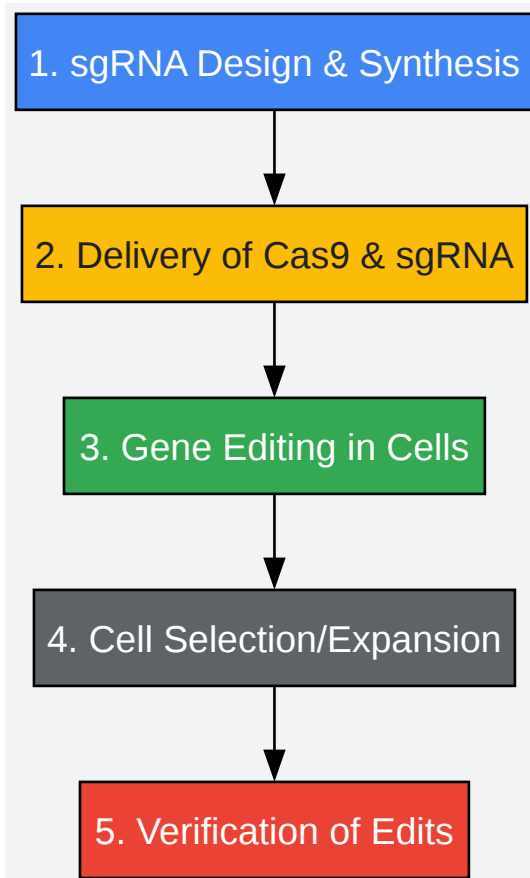 1. sgRNA Design & Synthesis
2. Delivery of Cas9 & sgRNA
3. Gene Editing in Cells
4. Cell Selection/Expansion
5. Verification of Edits